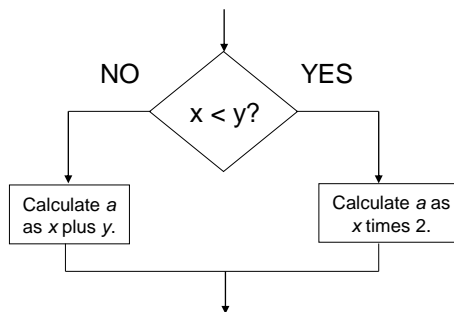 NO
YES
x < y?
Calculate a
as x plus y.
Calculate a as
x times 2.